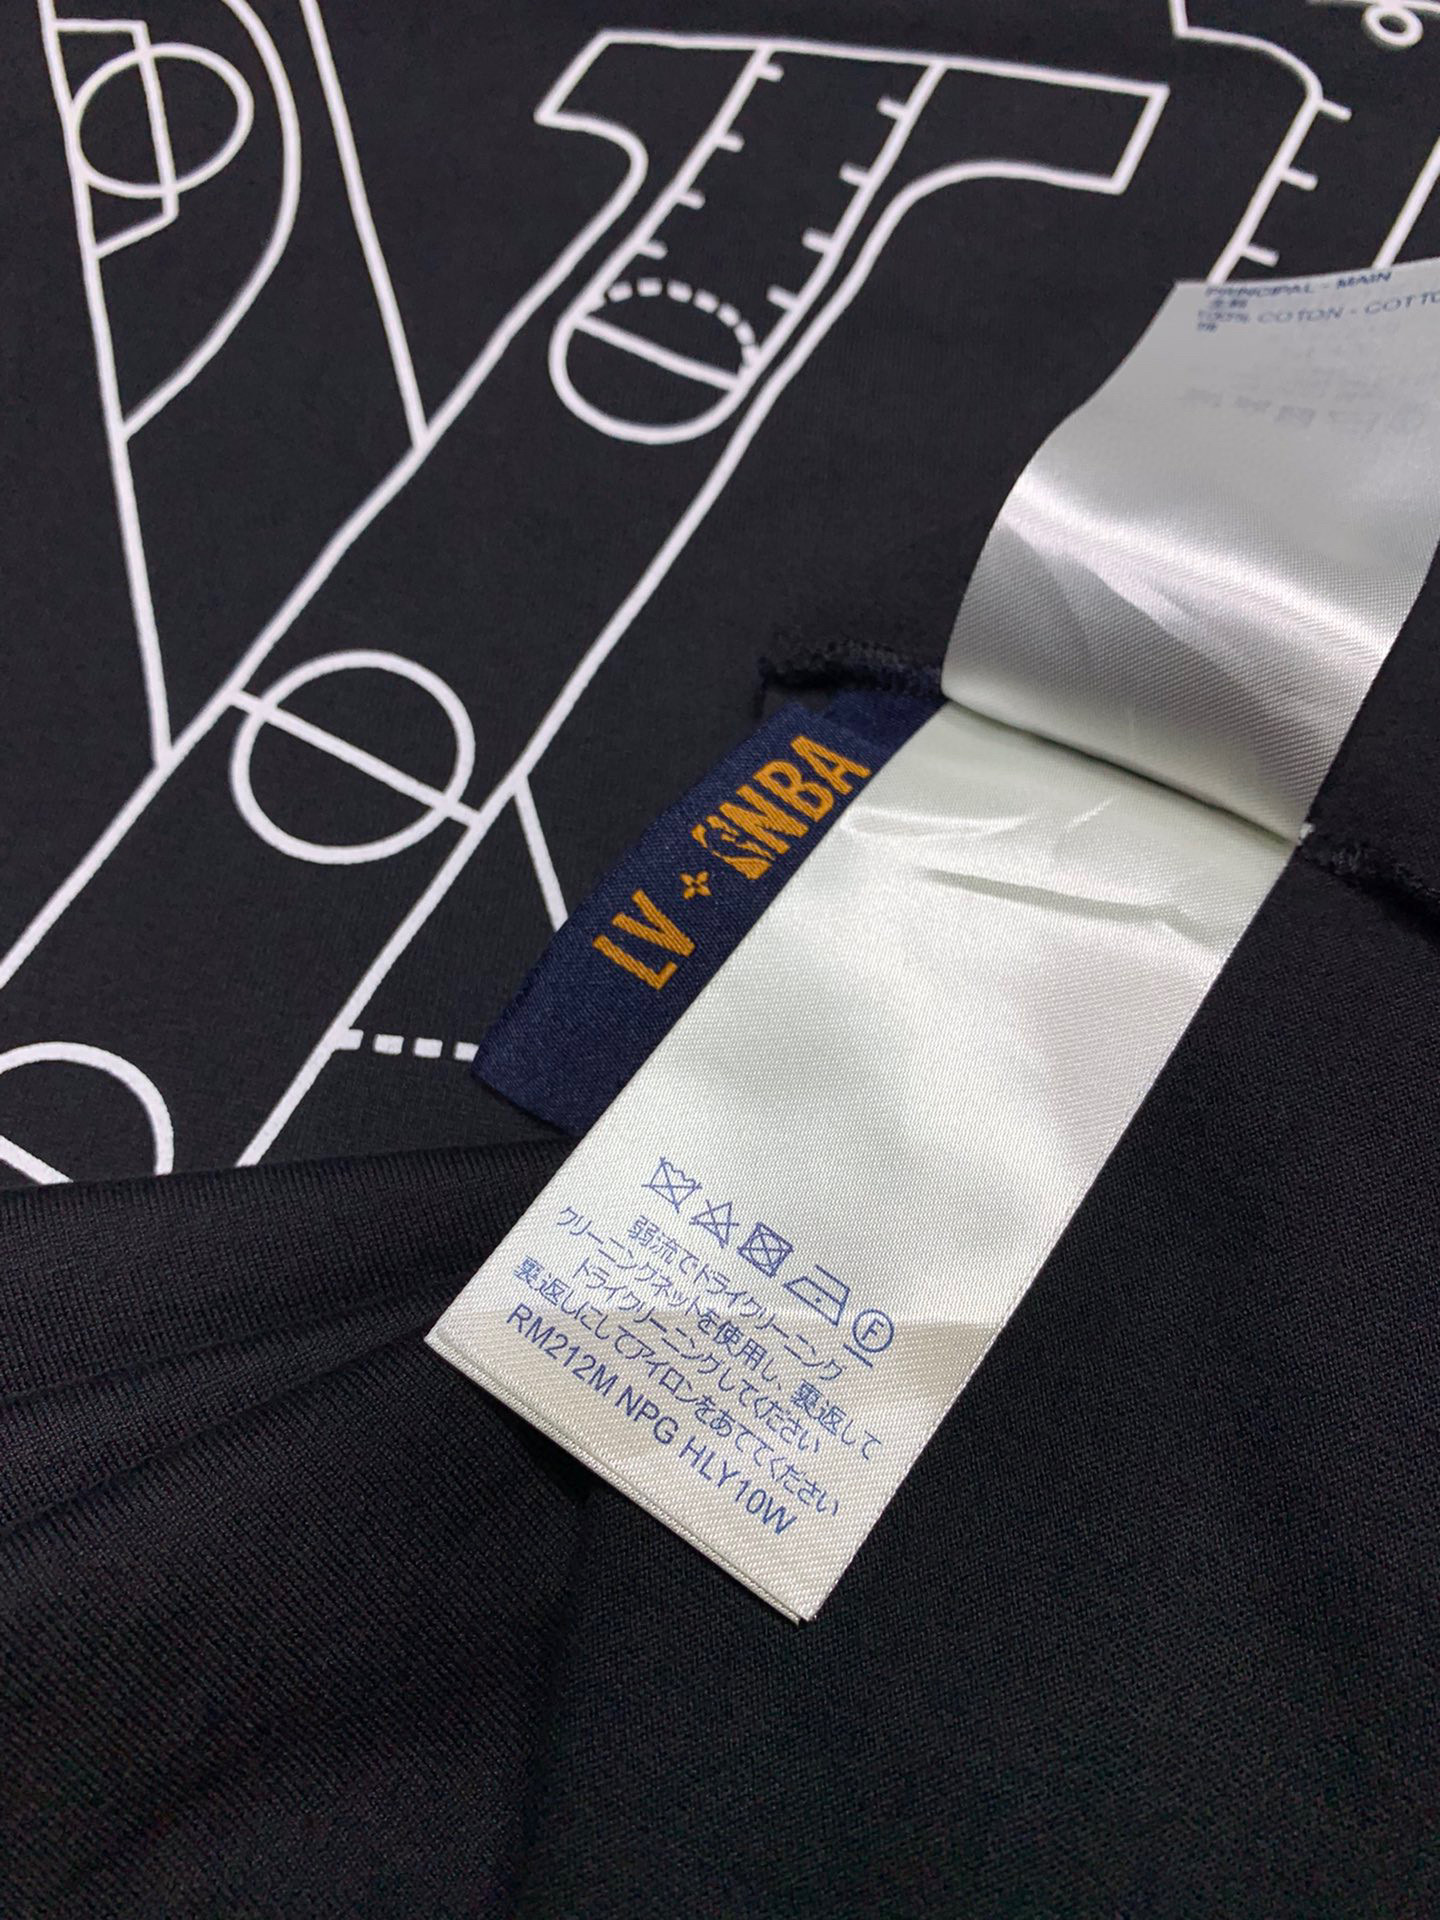 PRINCIPAL - MAIN
100% COTON - COTTO
LV NBA
弱流でドライクリーニング
クリーニングネットを使用し、裏返して
ドライクリーニングしてください
裏返しにしてアイロンをあててください
RM212M NPG HLY10W